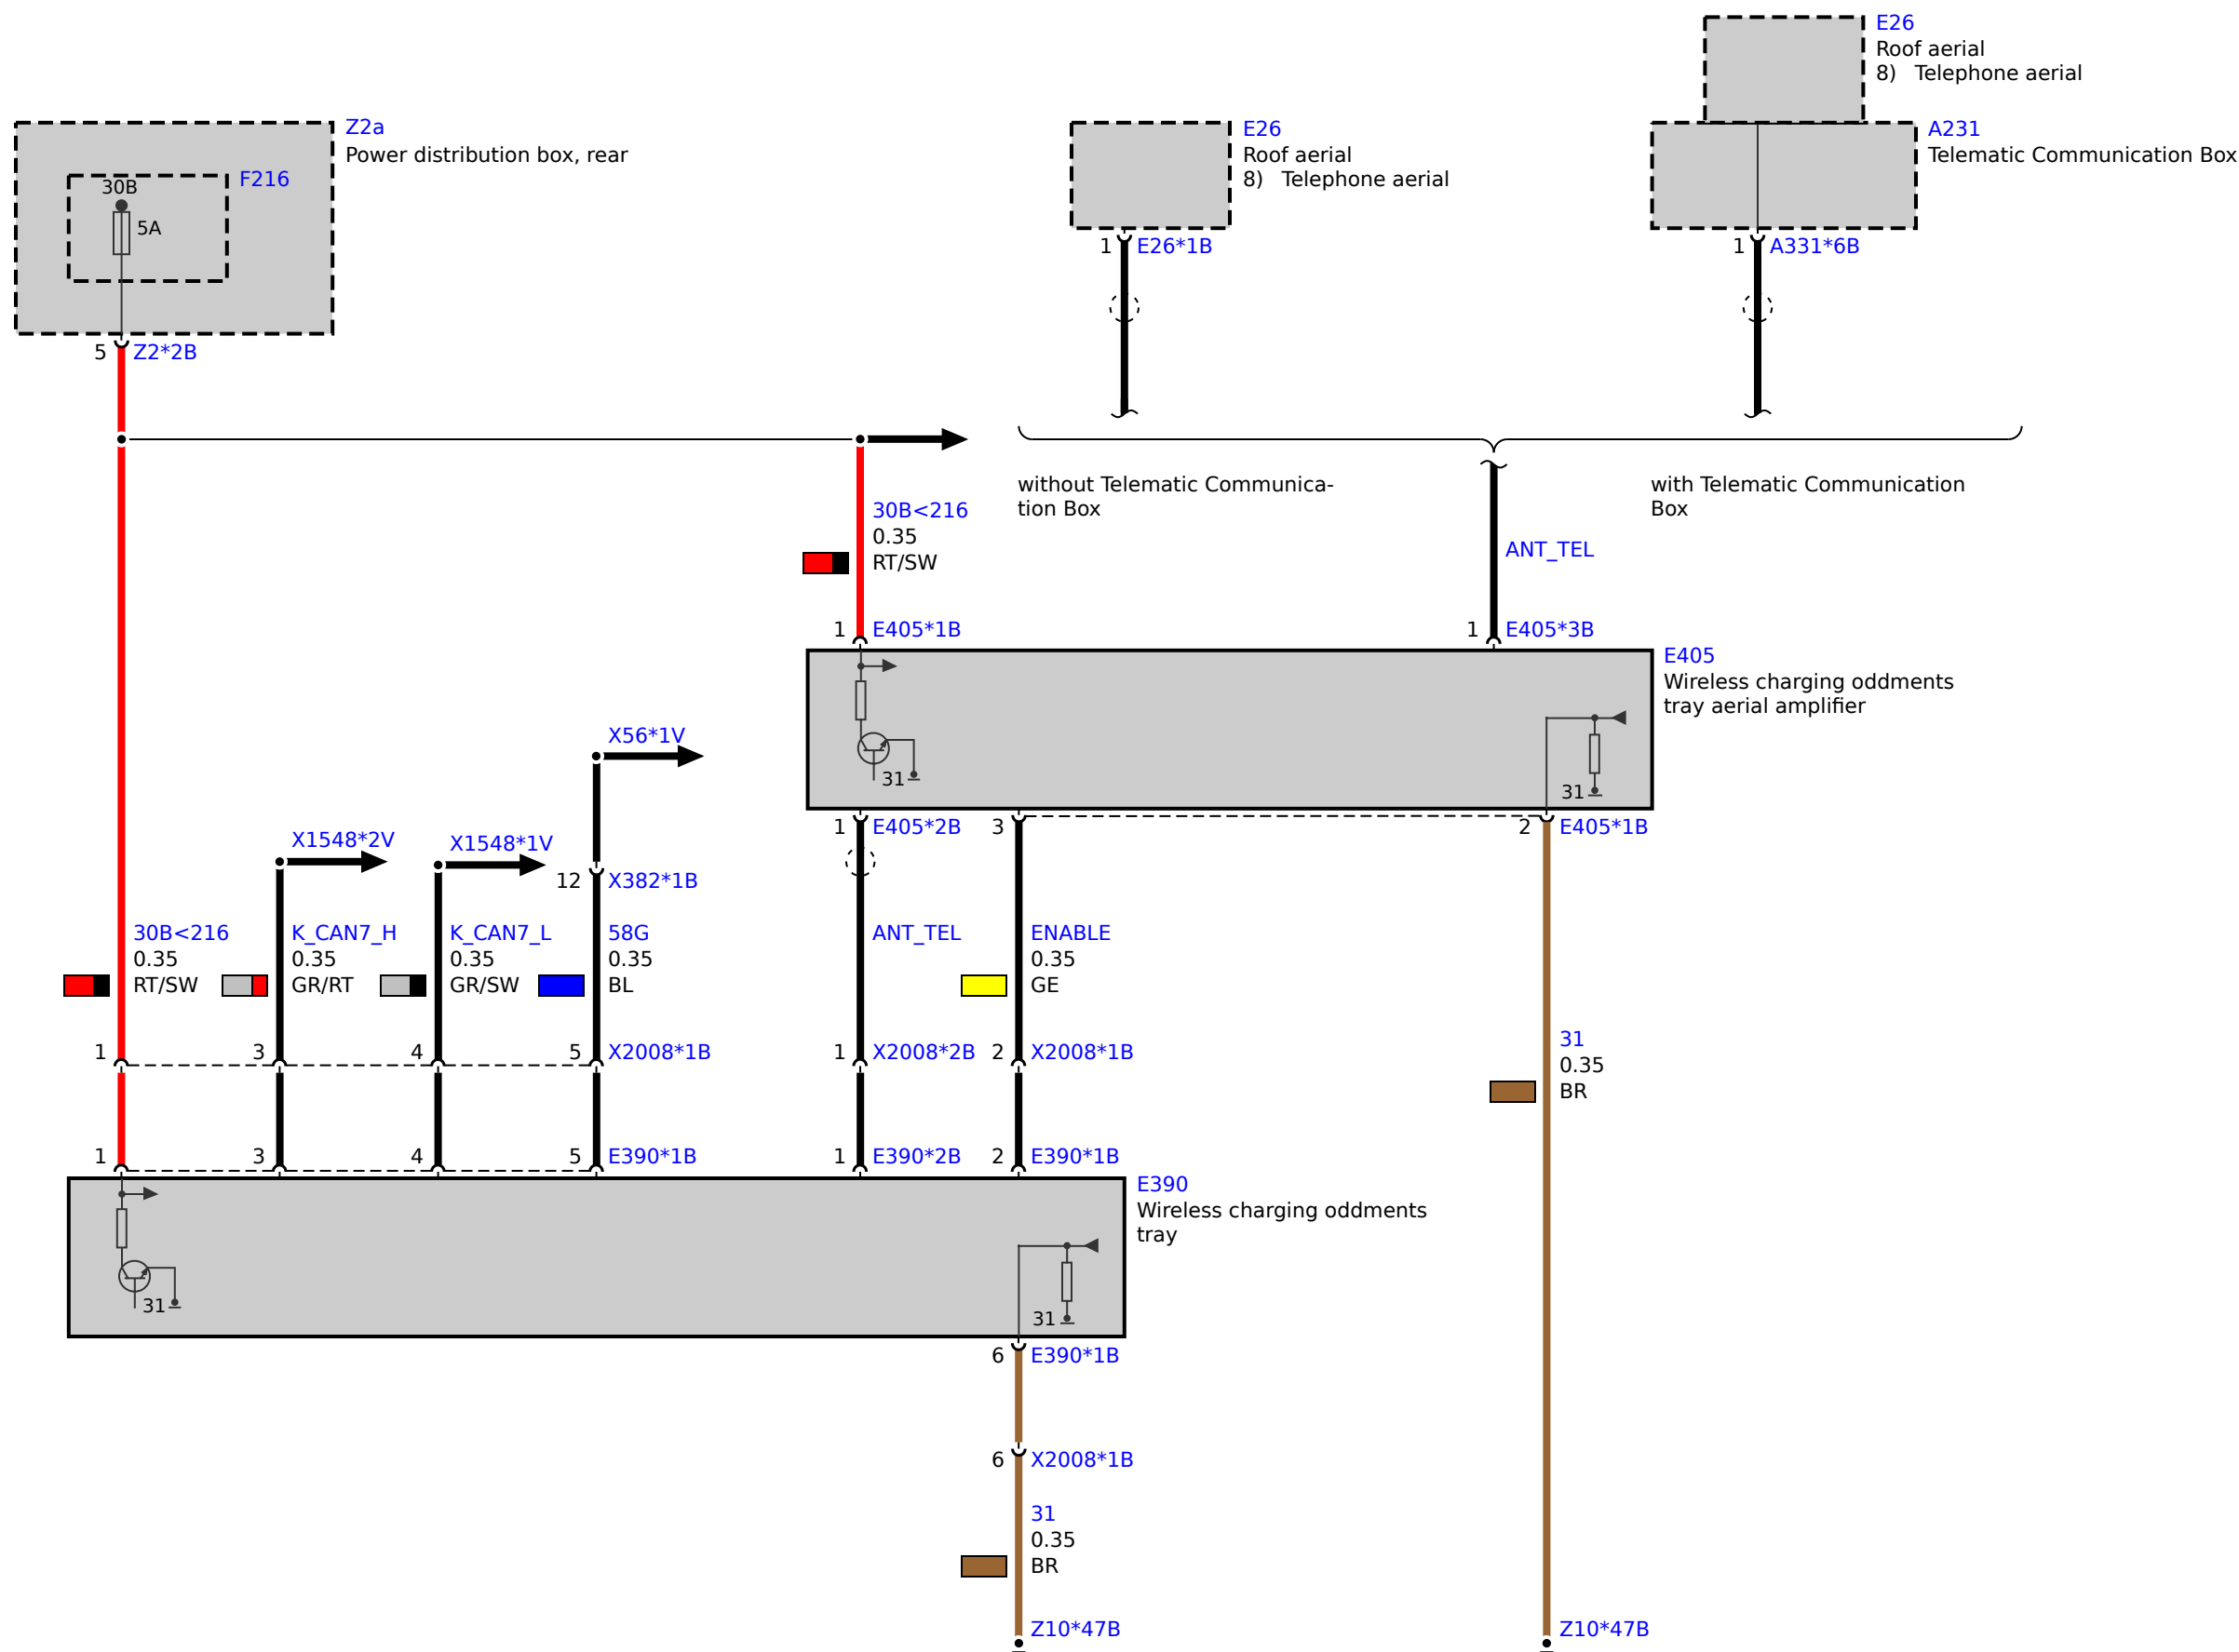 E26
Roof aerial
8) Telephone aerial
Z2a
Power distribution box, rear
F216
30B
5A
E26
Roof aerial
8) Telephone aerial
A231
Telematic Communication Box
1 E26*1B
1 A331*6B
5 Z2*2B
without Telematic Communica-
tion Box
with Telematic Communication
Box
30B<216
0.35
RT/SW
ANT_TEL
1 E405*1B
1 E405*3B
E405
Wireless charging oddments
tray aerial amplifier
31
31
X56*1V
X1548*2V
X1548*1V
12 X382*1B
1 E405*2B
3
2 E405*1B
30B<216
0.35
RT/SW
K_CAN7_H
0.35
GR/RT
K_CAN7_L
0.35
GR/SW
58G
0.35
BL
ANT_TEL
ENABLE
0.35
GE
31
0.35
BR
1 3 4 5 X2008*1B
1 X2008*2B
2 X2008*1B
1 3 4 5 E390*1B
1 E390*2B
2 E390*1B
E390
Wireless charging oddments
tray
31
31
6 E390*1B
6 X2008*1B
31
0.35
BR
Z10*47B
Z10*47B